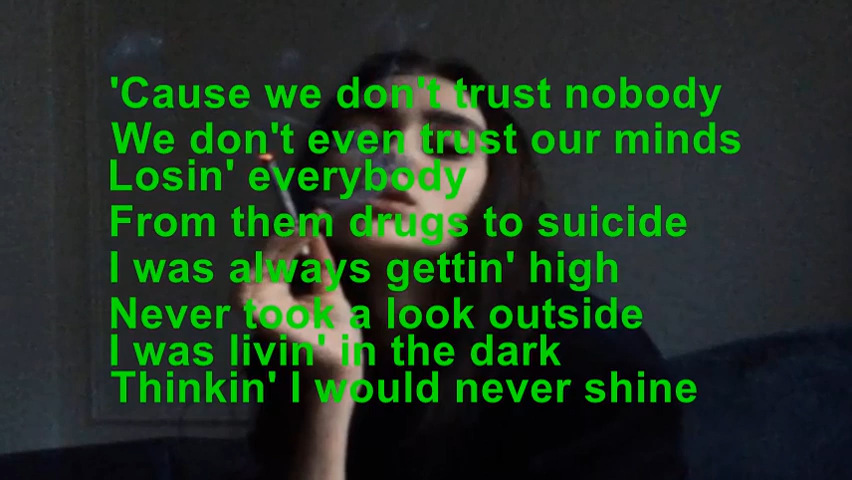 'Cause we don't trust nobody
We don't even trust our minds
Losin' everybody
From them drugs to suicide
I was always gettin' high
Never took a look outside
I was livin' in the dark
Thinkin' I would never shine